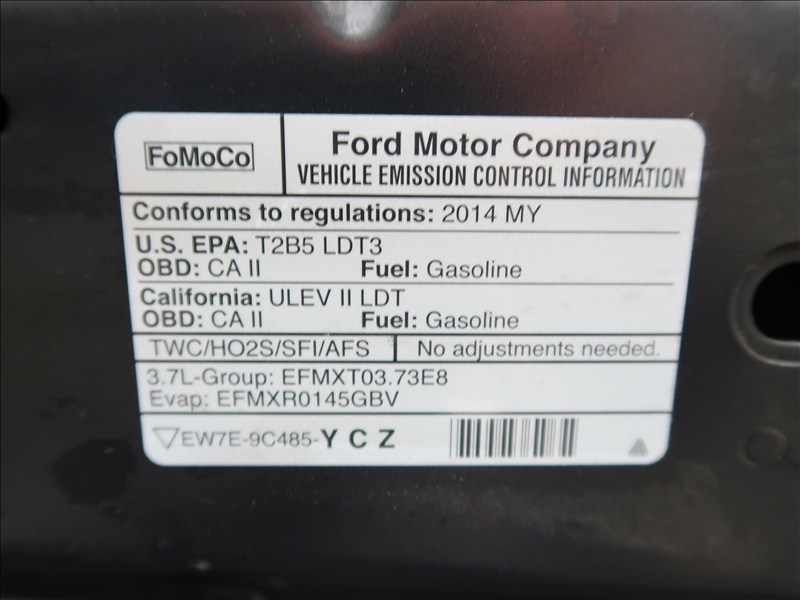 FoMoCo
Ford Motor Company
VEHICLE EMISSION CONTROL INFORMATION
Conforms to regulations: 2014 MY
U.S. EPA: T2B5 LDT3
OBD: CA II Fuel: Gasoline
California: ULEV II LDT
OBD: CA II Fuel: Gasoline
TWC/HO2S/SFI/AFS No adjustments needed.
3.7L-Group: EFMXT03.73E8
Evap: EFMXR0145GBV
EW7E-9C485-Y C Z